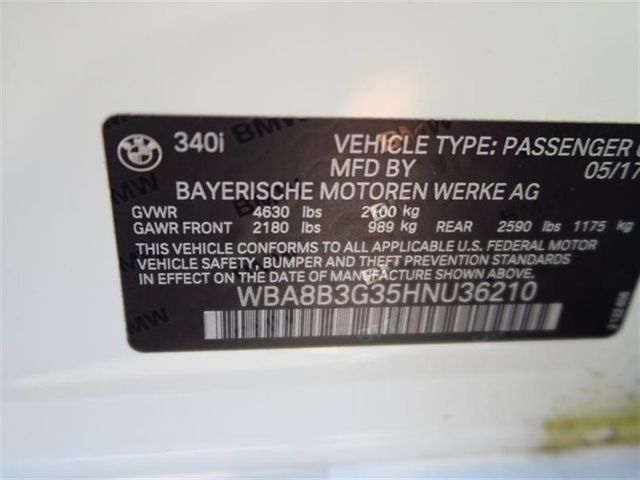 340i VEHICLE TYPE: PASSENGER
MFD BY 05/17
BAYERISCHE MOTOREN WERKE AG
GVWR 4630 lbs 2100 kg
GAWR FRONT 2180 lbs 989 kg REAR 2590 lbs 1175 kg
THIS VEHICLE CONFORMS TO ALL APPLICABLE U.S. FEDERAL MOTOR
VEHICLE SAFETY, BUMPER AND THEFT PREVENTION STANDARDS
IN EFFECT ON THE DATE OF MANUFACTURE SHOWN ABOVE.
WBA8B3G35HNU36210